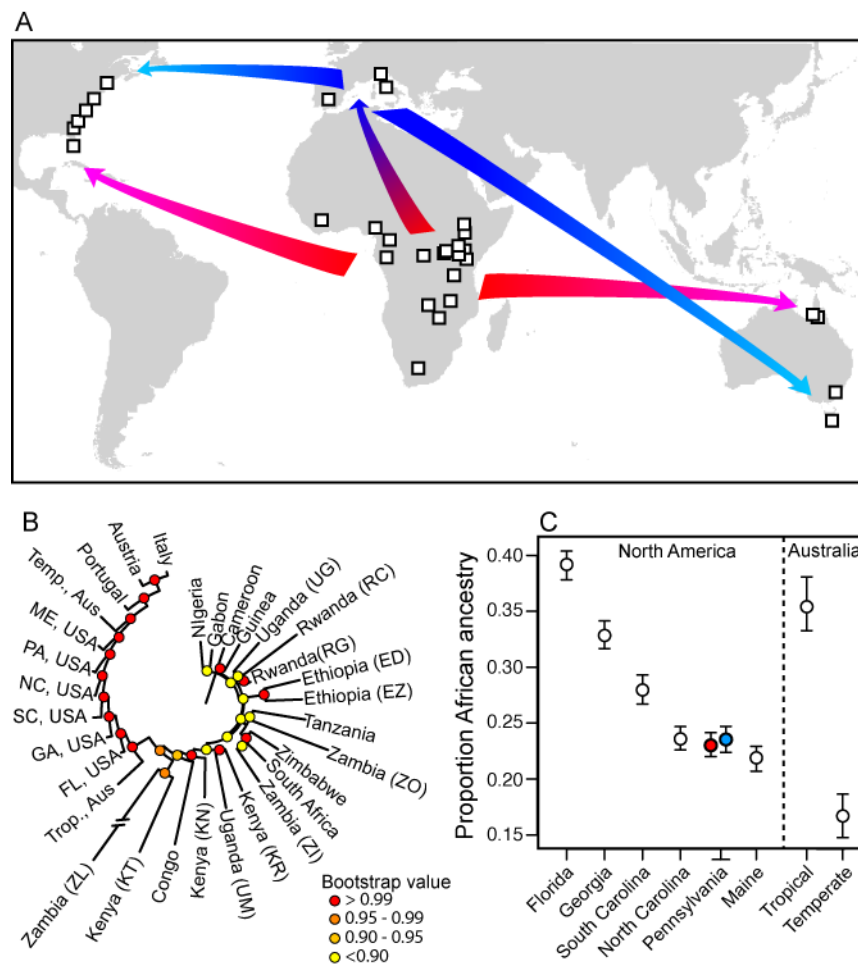 A
B
Italy
Austria
Portugal
Temp., Aus
ME, USA
PA, USA
NC, USA
SC, USA
GA, USA
FL, USA
Trop., Aus
Zambia (ZL)
Kenya (KT)
Congo
Kenya (KN)
Uganda (UM)
Kenya (KR)
Zambia (ZI)
South Africa
Zimbabwe
Zambia (ZO)
Tanzania
Ethiopia (EZ)
Ethiopia (ED)
Rwanda(RG)
Rwanda (RC)
Uganda (UG)
Guinea
Cameroon
Gabon
NIgeria
Bootstrap value
> 0.99
0.95 - 0.99
0.90 - 0.95
<0.90
C
North America
Australia
Proportion African ancestry
0.40
0.35
0.30
0.25
0.20
0.15
Florida
Georgia
South Carolina
North Carolina
Pennsylvania
Maine
Tropical
Temperate